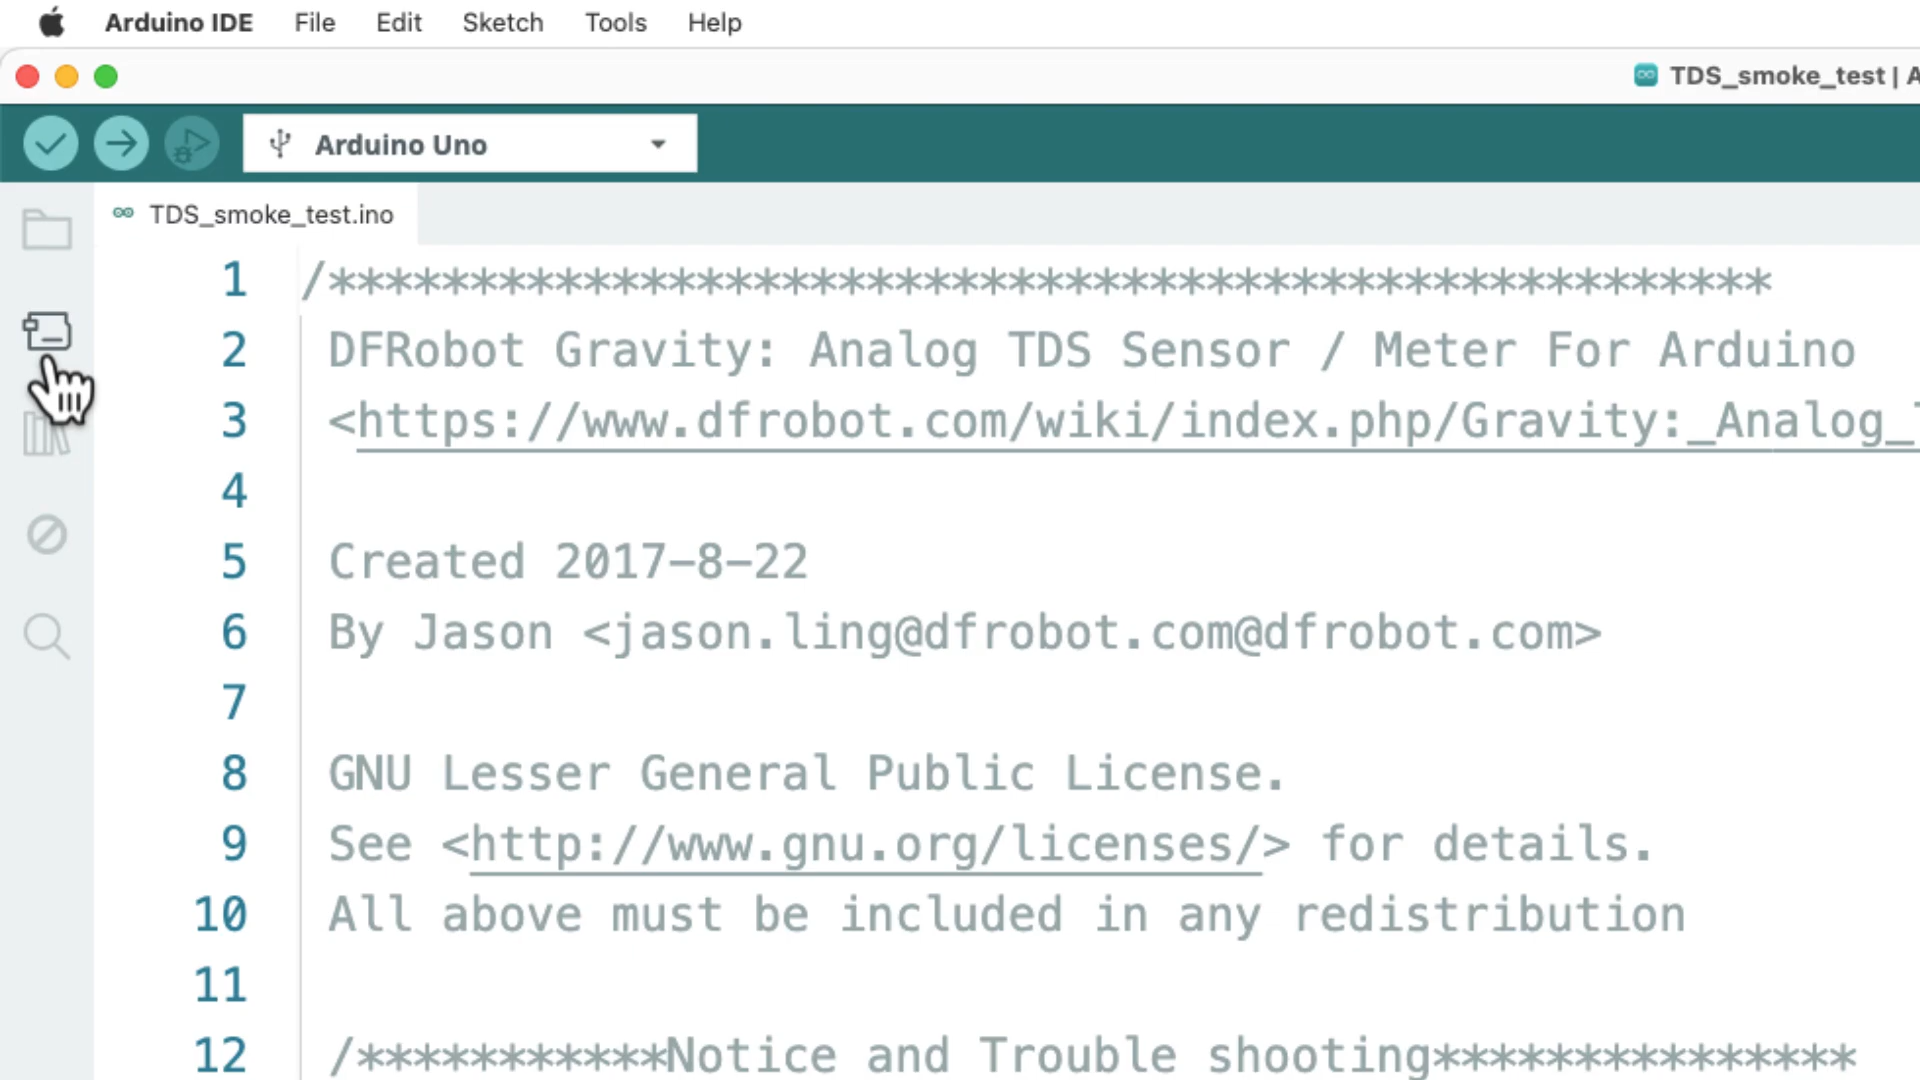 Arduino IDE File Edit Sketch Tools Help
TDS_smoke_test | A
Arduino Uno
TDS_smoke_test.ino
1 /***************************************************
2 DFRobot Gravity: Analog TDS Sensor / Meter For Arduino
3 <https://www.dfrobot.com/wiki/index.php/Gravity:_Analog_
4
5 Created 2017-8-22
6 By Jason <jason.ling@dfrobot.com@dfrobot.com>
7
8 GNU Lesser General Public License.
9 See <http://www.gnu.org/licenses/> for details.
10 All above must be included in any redistribution
11
12 /***********Notice and Trouble shooting***************